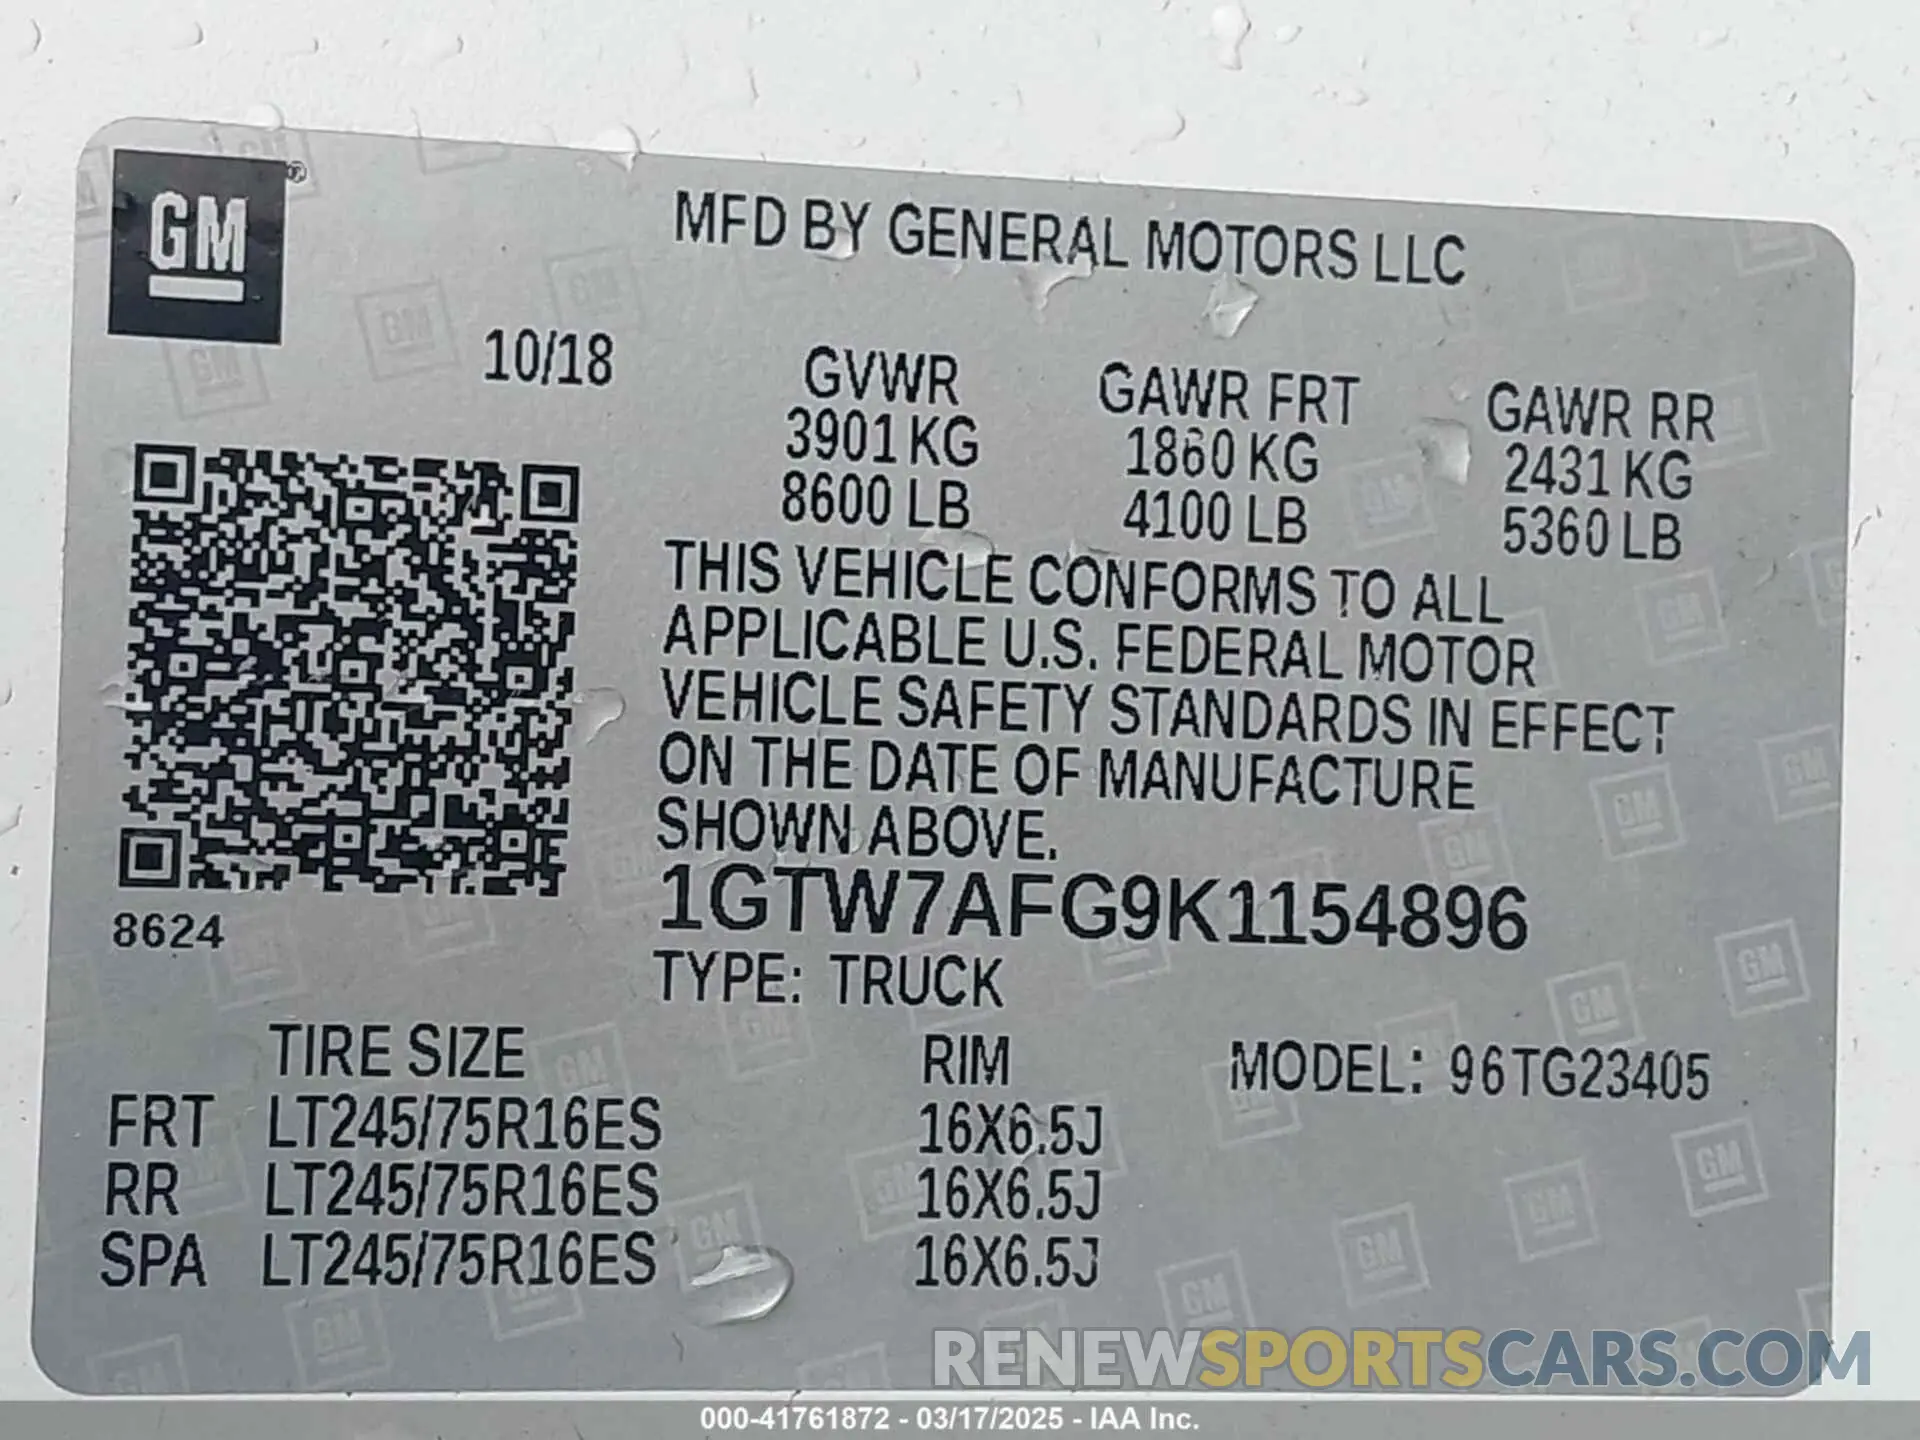 GM
MFD BY GENERAL MOTORS LLC
10/18
GVWR GAWR FRT GAWR RR
3901 KG 1860 KG 2431 KG
8600 LB 4100 LB 5360 LB
THIS VEHICLE CONFORMS TO ALL
APPLICABLE U.S. FEDERAL MOTOR
VEHICLE SAFETY STANDARDS IN EFFECT
ON THE DATE OF MANUFACTURE
SHOWN ABOVE.
1GTW7AFG9K1154896
8624
TYPE: TRUCK
TIRE SIZE RIM MODEL: 96TG23405
FRT LT245/75R16ES 16X6.5J
RR LT245/75R16ES 16X6.5J
SPA LT245/75R16ES 16X6.5J
RENEWSPORTSCARS.COM
000-41761872 - 03/17/2025 - IAA Inc.